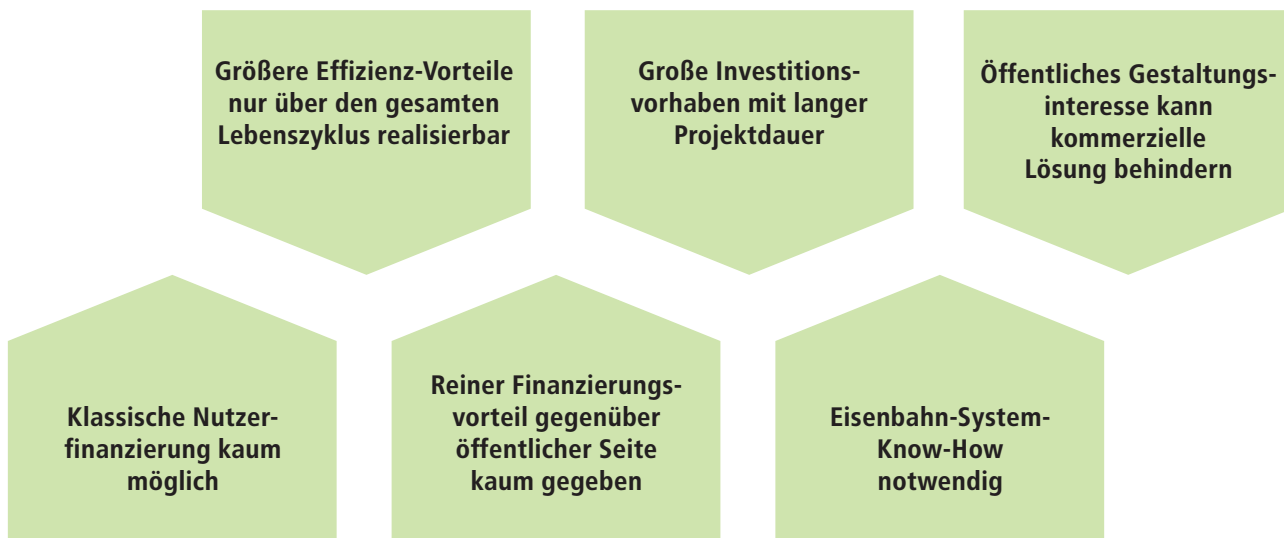 Größere Effizienz-Vorteile
nur über den gesamten
Lebenszyklus realisierbar
Große Investitions-
vorhaben mit langer
Projektdauer
Öffentliches Gestaltungs-
interesse kann
kommerzielle
Lösung behindern
Klassische Nutzer-
finanzierung kaum
möglich
Reiner Finanzierungs-
vorteil gegenüber
öffentlicher Seite
kaum gegeben
Eisenbahn-System-
Know-How
notwendig